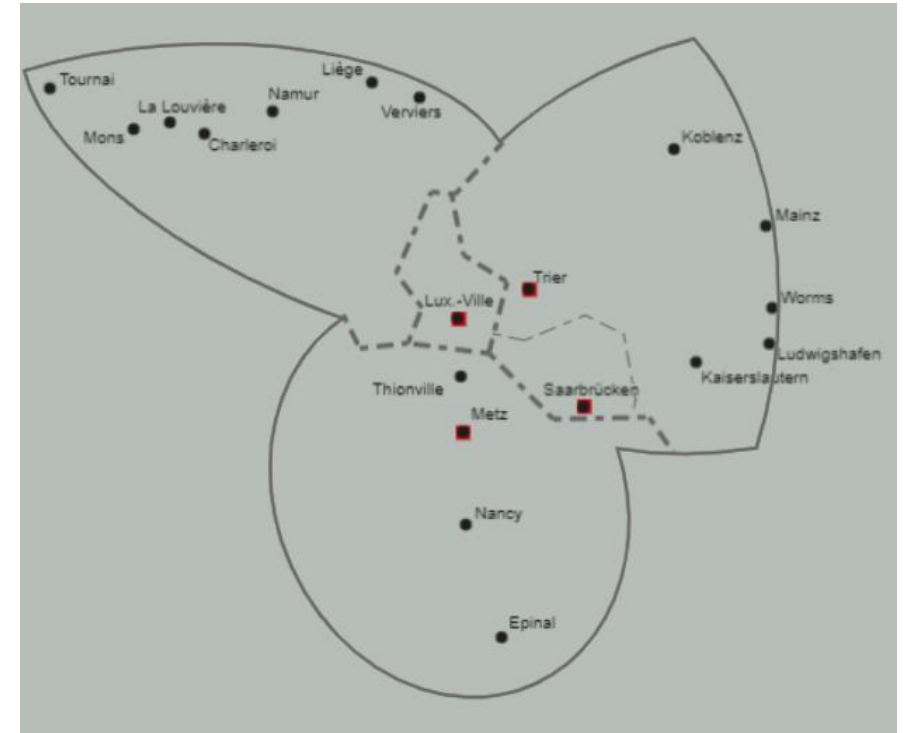 Liège
Tournai
Namur
La Louvière
Verviers
Mons
Charleroi
Koblenz
Mainz
Trier
Lux.-Ville
Worms
Ludwigshafen
Kaiserslautern
Thionville
Saarbrücken
Metz
Nancy
Epinal